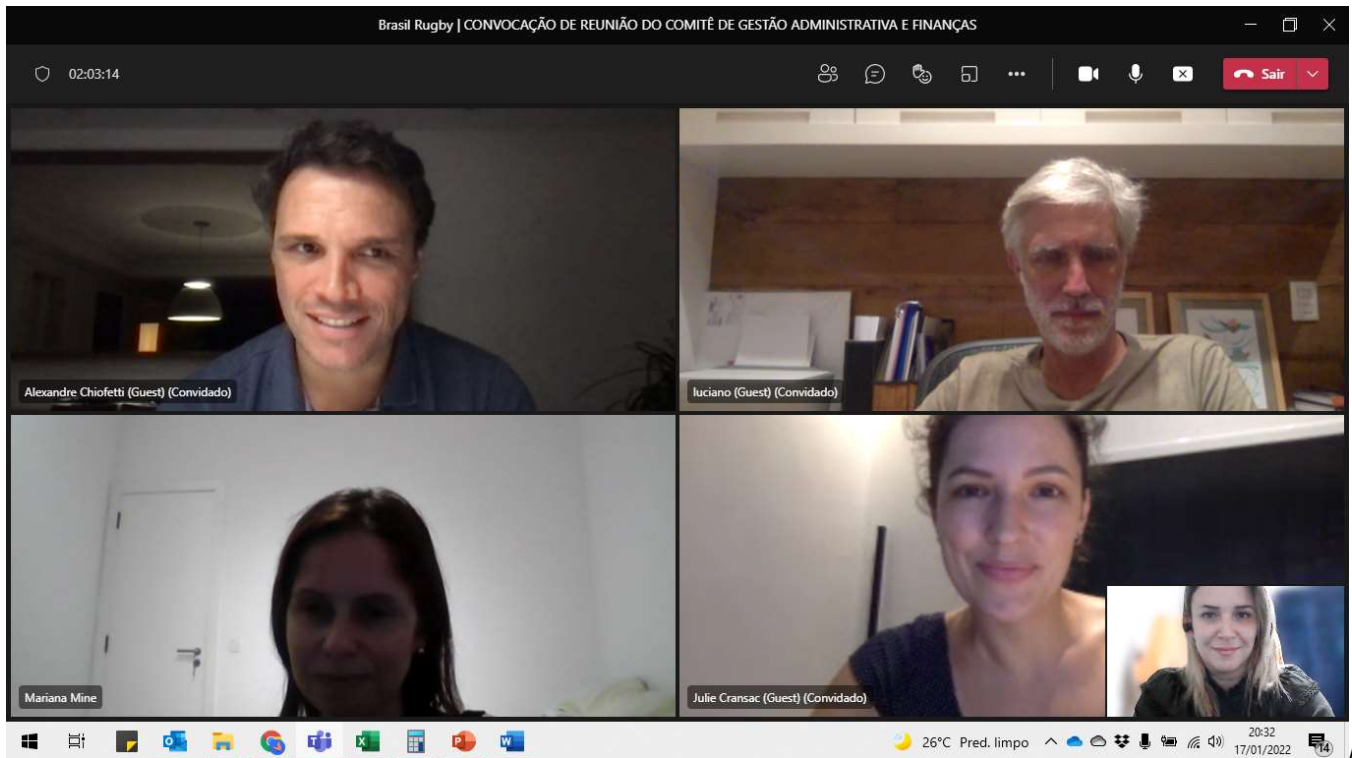 Brasil Rugby | CONVOCAÇÃO DE REUNIÃO DO COMITÊ DE GESTÃO ADMINISTRATIVA E FINANÇAS
02:03:14
Sair
Alexandre Chiofetti (Guest) (Convidado)
luciano (Guest) (Convidado)
Mariana Mine
Julie Cransac (Guest) (Convidado)
26°C Pred. limpo
20:32
17/01/2022
14